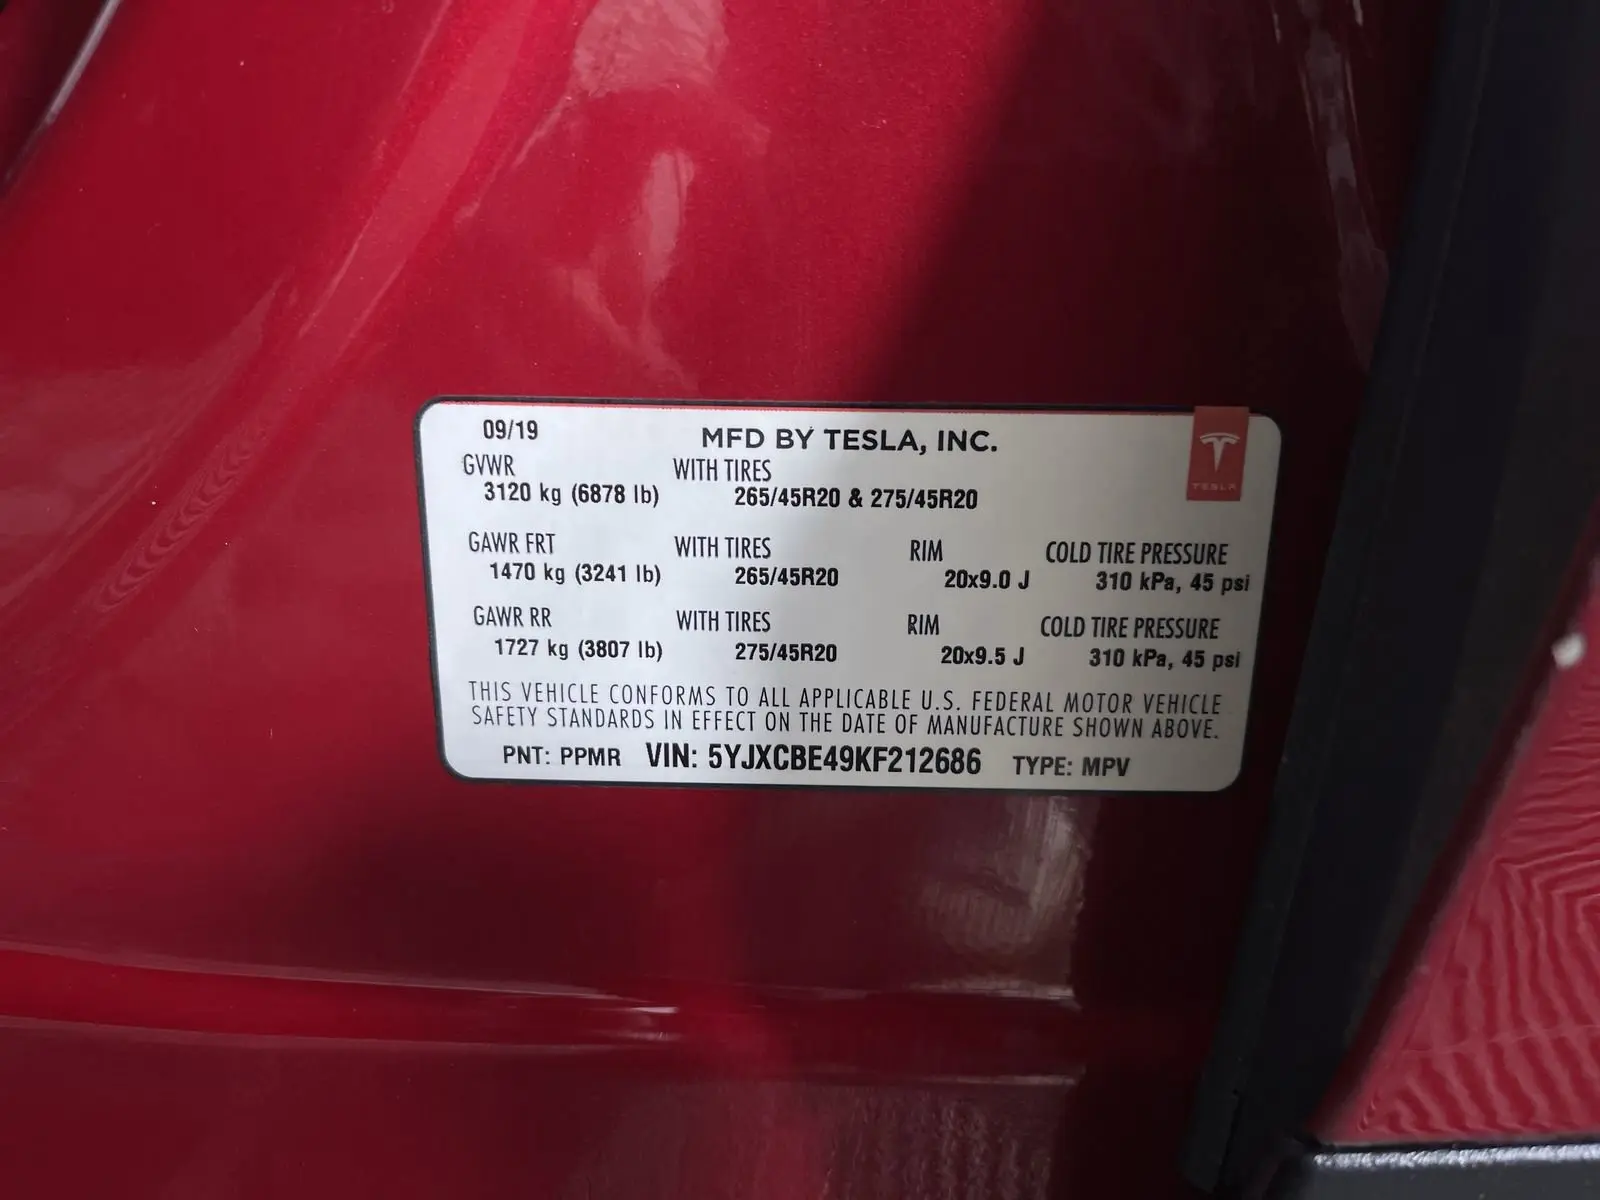 09/19 MFD BY TESLA, INC.
GVWR WITH TIRES
3120 kg (6878 lb) 265/45R20 & 275/45R20
TESLA
GAWR FRT WITH TIRES RIM COLD TIRE PRESSURE
1470 kg (3241 lb) 265/45R20 20x9.0 J 310 kPa, 45 psi
GAWR RR WITH TIRES RIM COLD TIRE PRESSURE
1727 kg (3807 lb) 275/45R20 20x9.5 J 310 kPa, 45 psi
THIS VEHICLE CONFORMS TO ALL APPLICABLE U.S. FEDERAL MOTOR VEHICLE
SAFETY STANDARDS IN EFFECT ON THE DATE OF MANUFACTURE SHOWN ABOVE.
PNT: PPMR VIN: 5YJXCBE49KF212686 TYPE: MPV